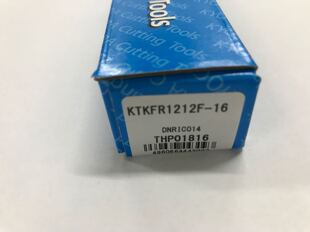 Tools
Cutting Tools
KTKFR1212F-16
DNRIC014
THP01816